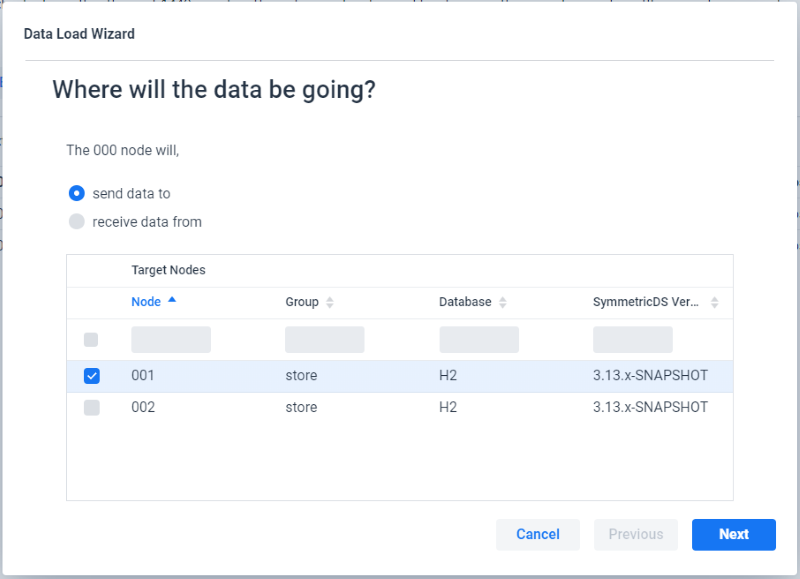 Data Load Wizard
Where will the data be going?
The 000 node will,
send data to
receive data from
Target Nodes
Node Group Database SymmetricDS Ver...
001 store H2 3.13.x-SNAPSHOT
002 store H2 3.13.x-SNAPSHOT
Cancel Previous Next